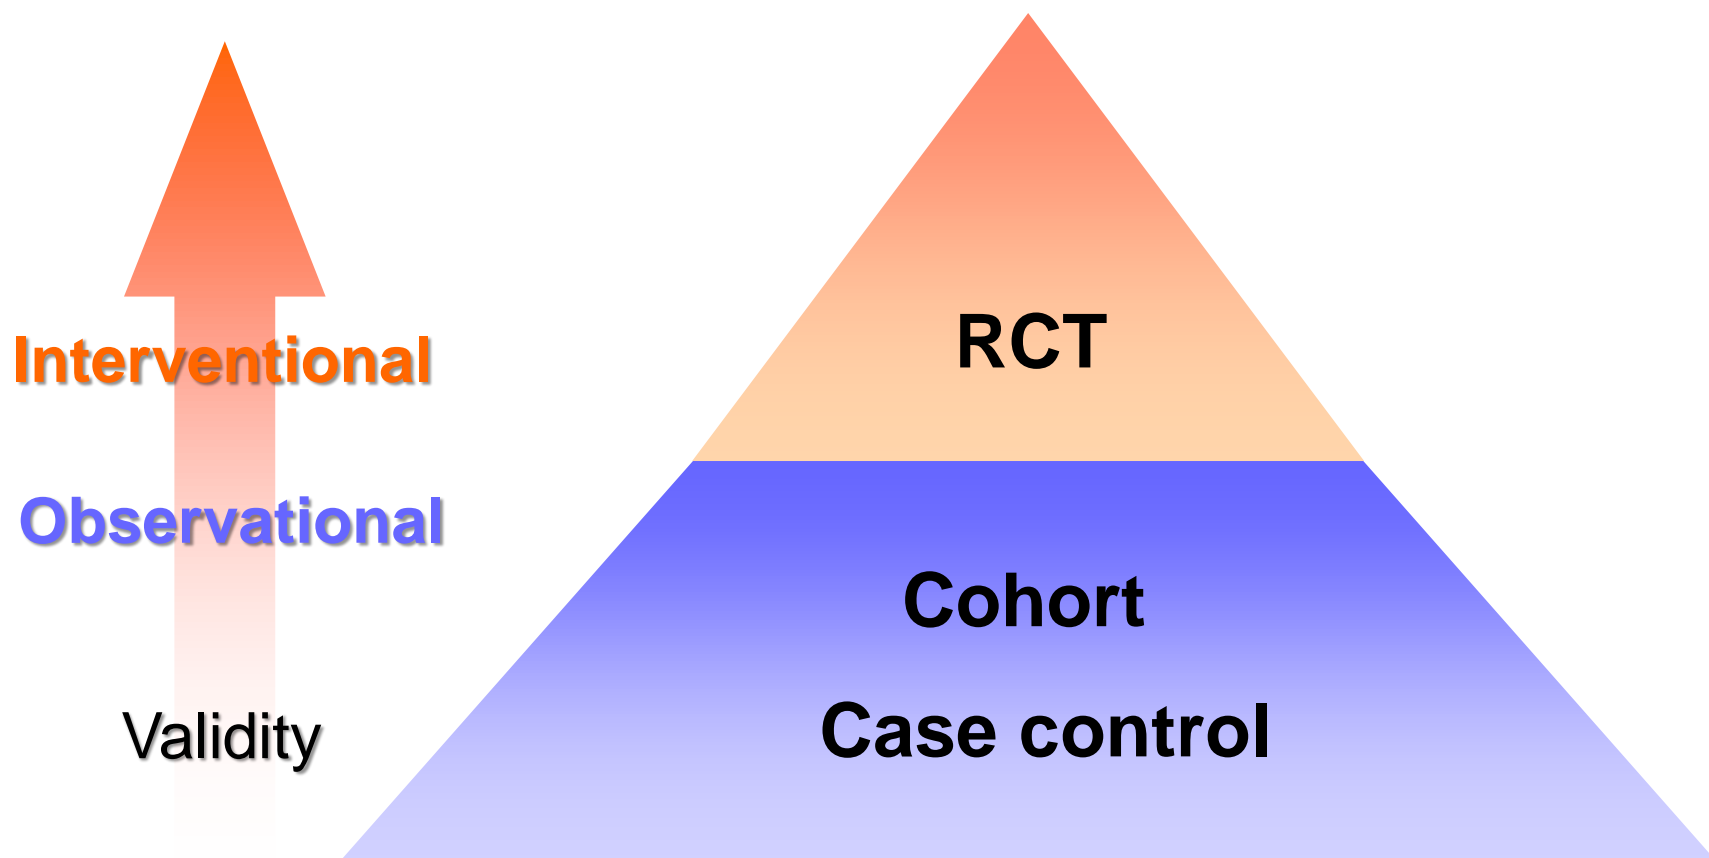 Interventional
Observational
Validity
RCT
Cohort
Case control